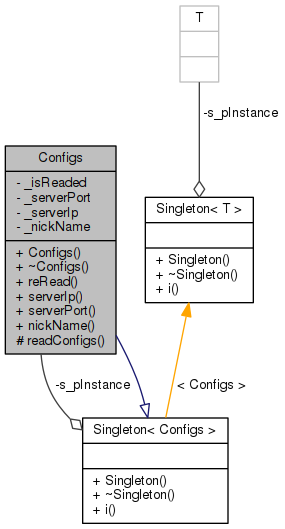 T
-s_pInstance
Configs
- _isReaded
- _serverPort
- _serverIp
- _nickName
+ Configs()
+ ~Configs()
+ reRead()
+ serverIp()
+ serverPort()
+ nickName()
# readConfigs()
Singleton< T >
+ Singleton()
+ ~Singleton()
+ i()
-s_pInstance
< Configs >
Singleton< Configs >
+ Singleton()
+ ~Singleton()
+ i()